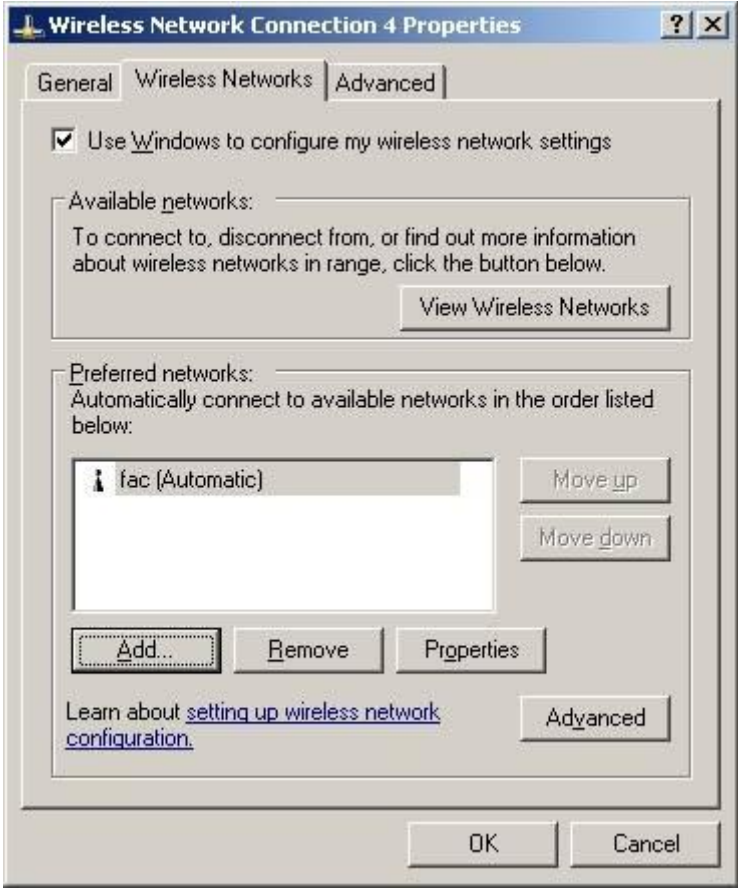 Wireless Network Connection 4 Properties
General Wireless Networks Advanced
Use Windows to configure my wireless network settings
Available networks:
To connect to, disconnect from, or find out more information
about wireless networks in range, click the button below.
View Wireless Networks
Preferred networks:
Automatically connect to available networks in the order listed
below:
fac (Automatic)
Move up
Move down
Add... Remove Properties
Learn about setting up wireless network
configuration.
Advanced
OK Cancel